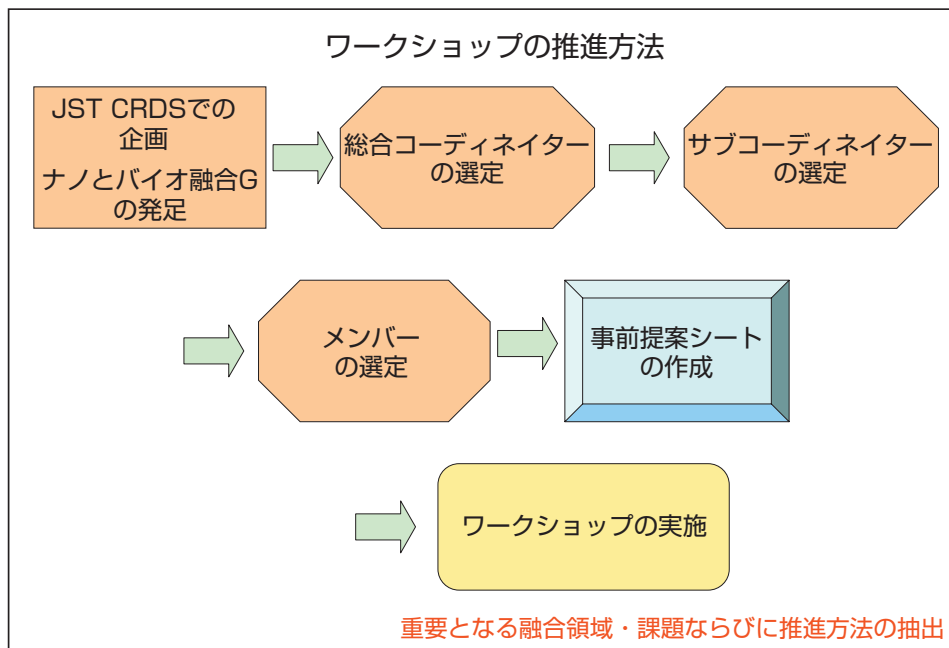 ワークショップの推進方法
JST CRDSでの
企画
ナノとバイオ融合G
の発足
総合コーディネイター
の選定
サブコーディネイター
の選定
メンバー
の選定
事前提案シート
の作成
ワークショップの実施
重要となる融合領域・課題ならびに推進方法の抽出